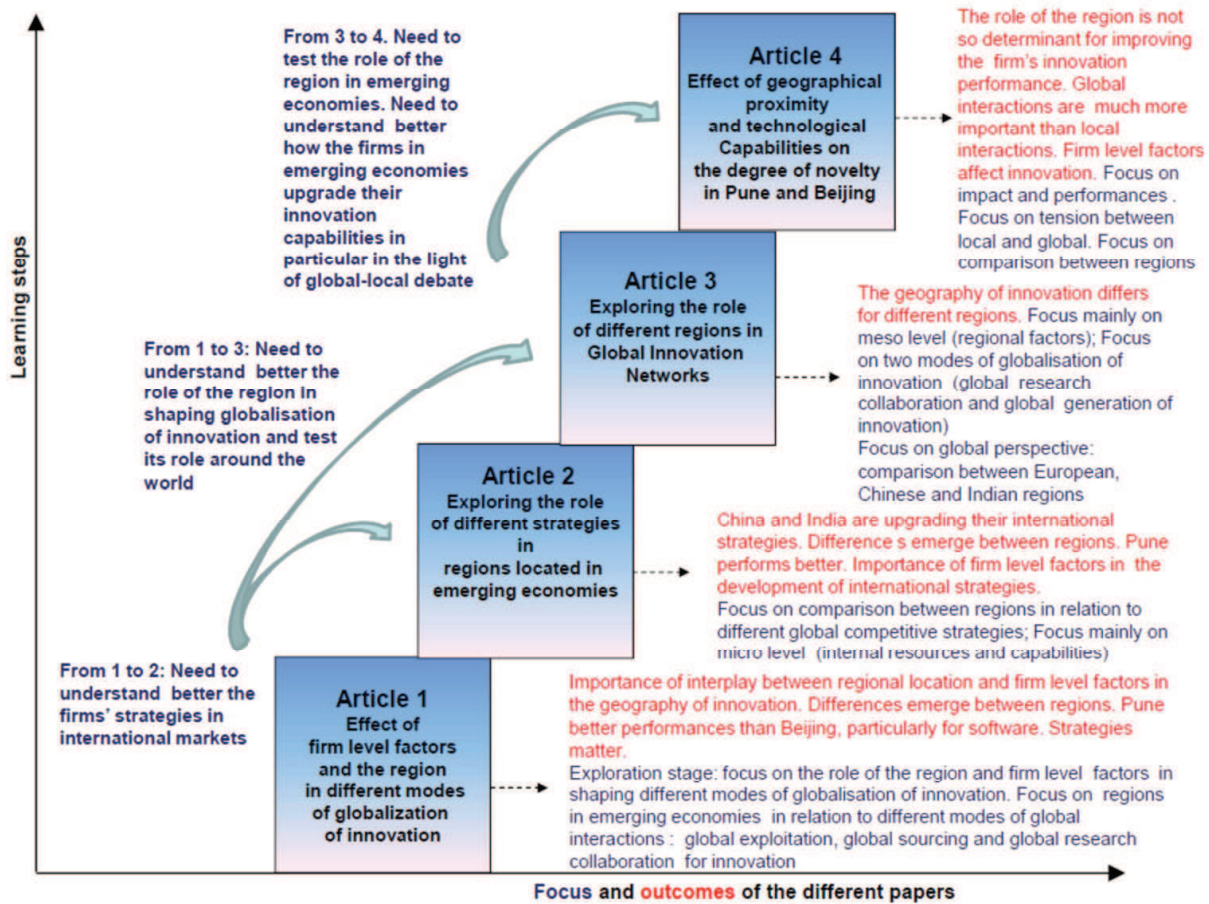 Learning steps
From 3 to 4. Need to
test the role of the
region in emerging
economies. Need to
understand better
how the firms in
emerging economies
upgrade their
innovation
capabilities in
particular in the light
of global-local debate
Article 4
Effect of geographical
proximity
and technological
Capabilities on
the degree of novelty
in Pune and Beijing
The role of the region is not
so determinant for improving
the firm's innovation
performance. Global
interactions are much more
important than local
interactions. Firm level factors
affect innovation. Focus on
impact and performances .
Focus on tension between
local and global. Focus on
comparison between regions
From 1 to 3: Need to
understand better the
role of the region in
shaping globalisation
of innovation and test
its role around the
world
Article 3
Exploring the role
of different regions in
Global Innovation
Networks
The geography of innovation differs
for different regions. Focus mainly on
meso level (regional factors); Focus
on two modes of globalisation of
innovation (global research
collaboration and global generation of
innovation)
Focus on global perspective:
comparison between European,
Chinese and Indian regions
Article 2
Exploring the role
of different strategies
in
regions located in
emerging economies
China and India are upgrading their international
strategies. Difference s emerge between regions. Pune
performs better. Importance of firm level factors in the
development of international strategies.
Focus on comparison between regions in relation to
different global competitive strategies; Focus mainly on
micro level (internal resources and capabilities)
From 1 to 2: Need to
understand better the
firms' strategies in
international markets
Article 1
Effect of
firm level factors
and the region
in different modes
of globalization
of innovation
Importance of interplay between regional location and firm level factors in
the geography of innovation. Differences emerge between regions. Pune
better performances than Beijing, particularly for software. Strategies
matter.
Exploration stage: focus on the role of the region and firm level factors in
shaping different modes of globalisation of innovation. Focus on regions
in emerging economies in relation to different modes of global
interactions : global exploitation, global sourcing and global research
collaboration for innovation
Focus and outcomes of the different papers